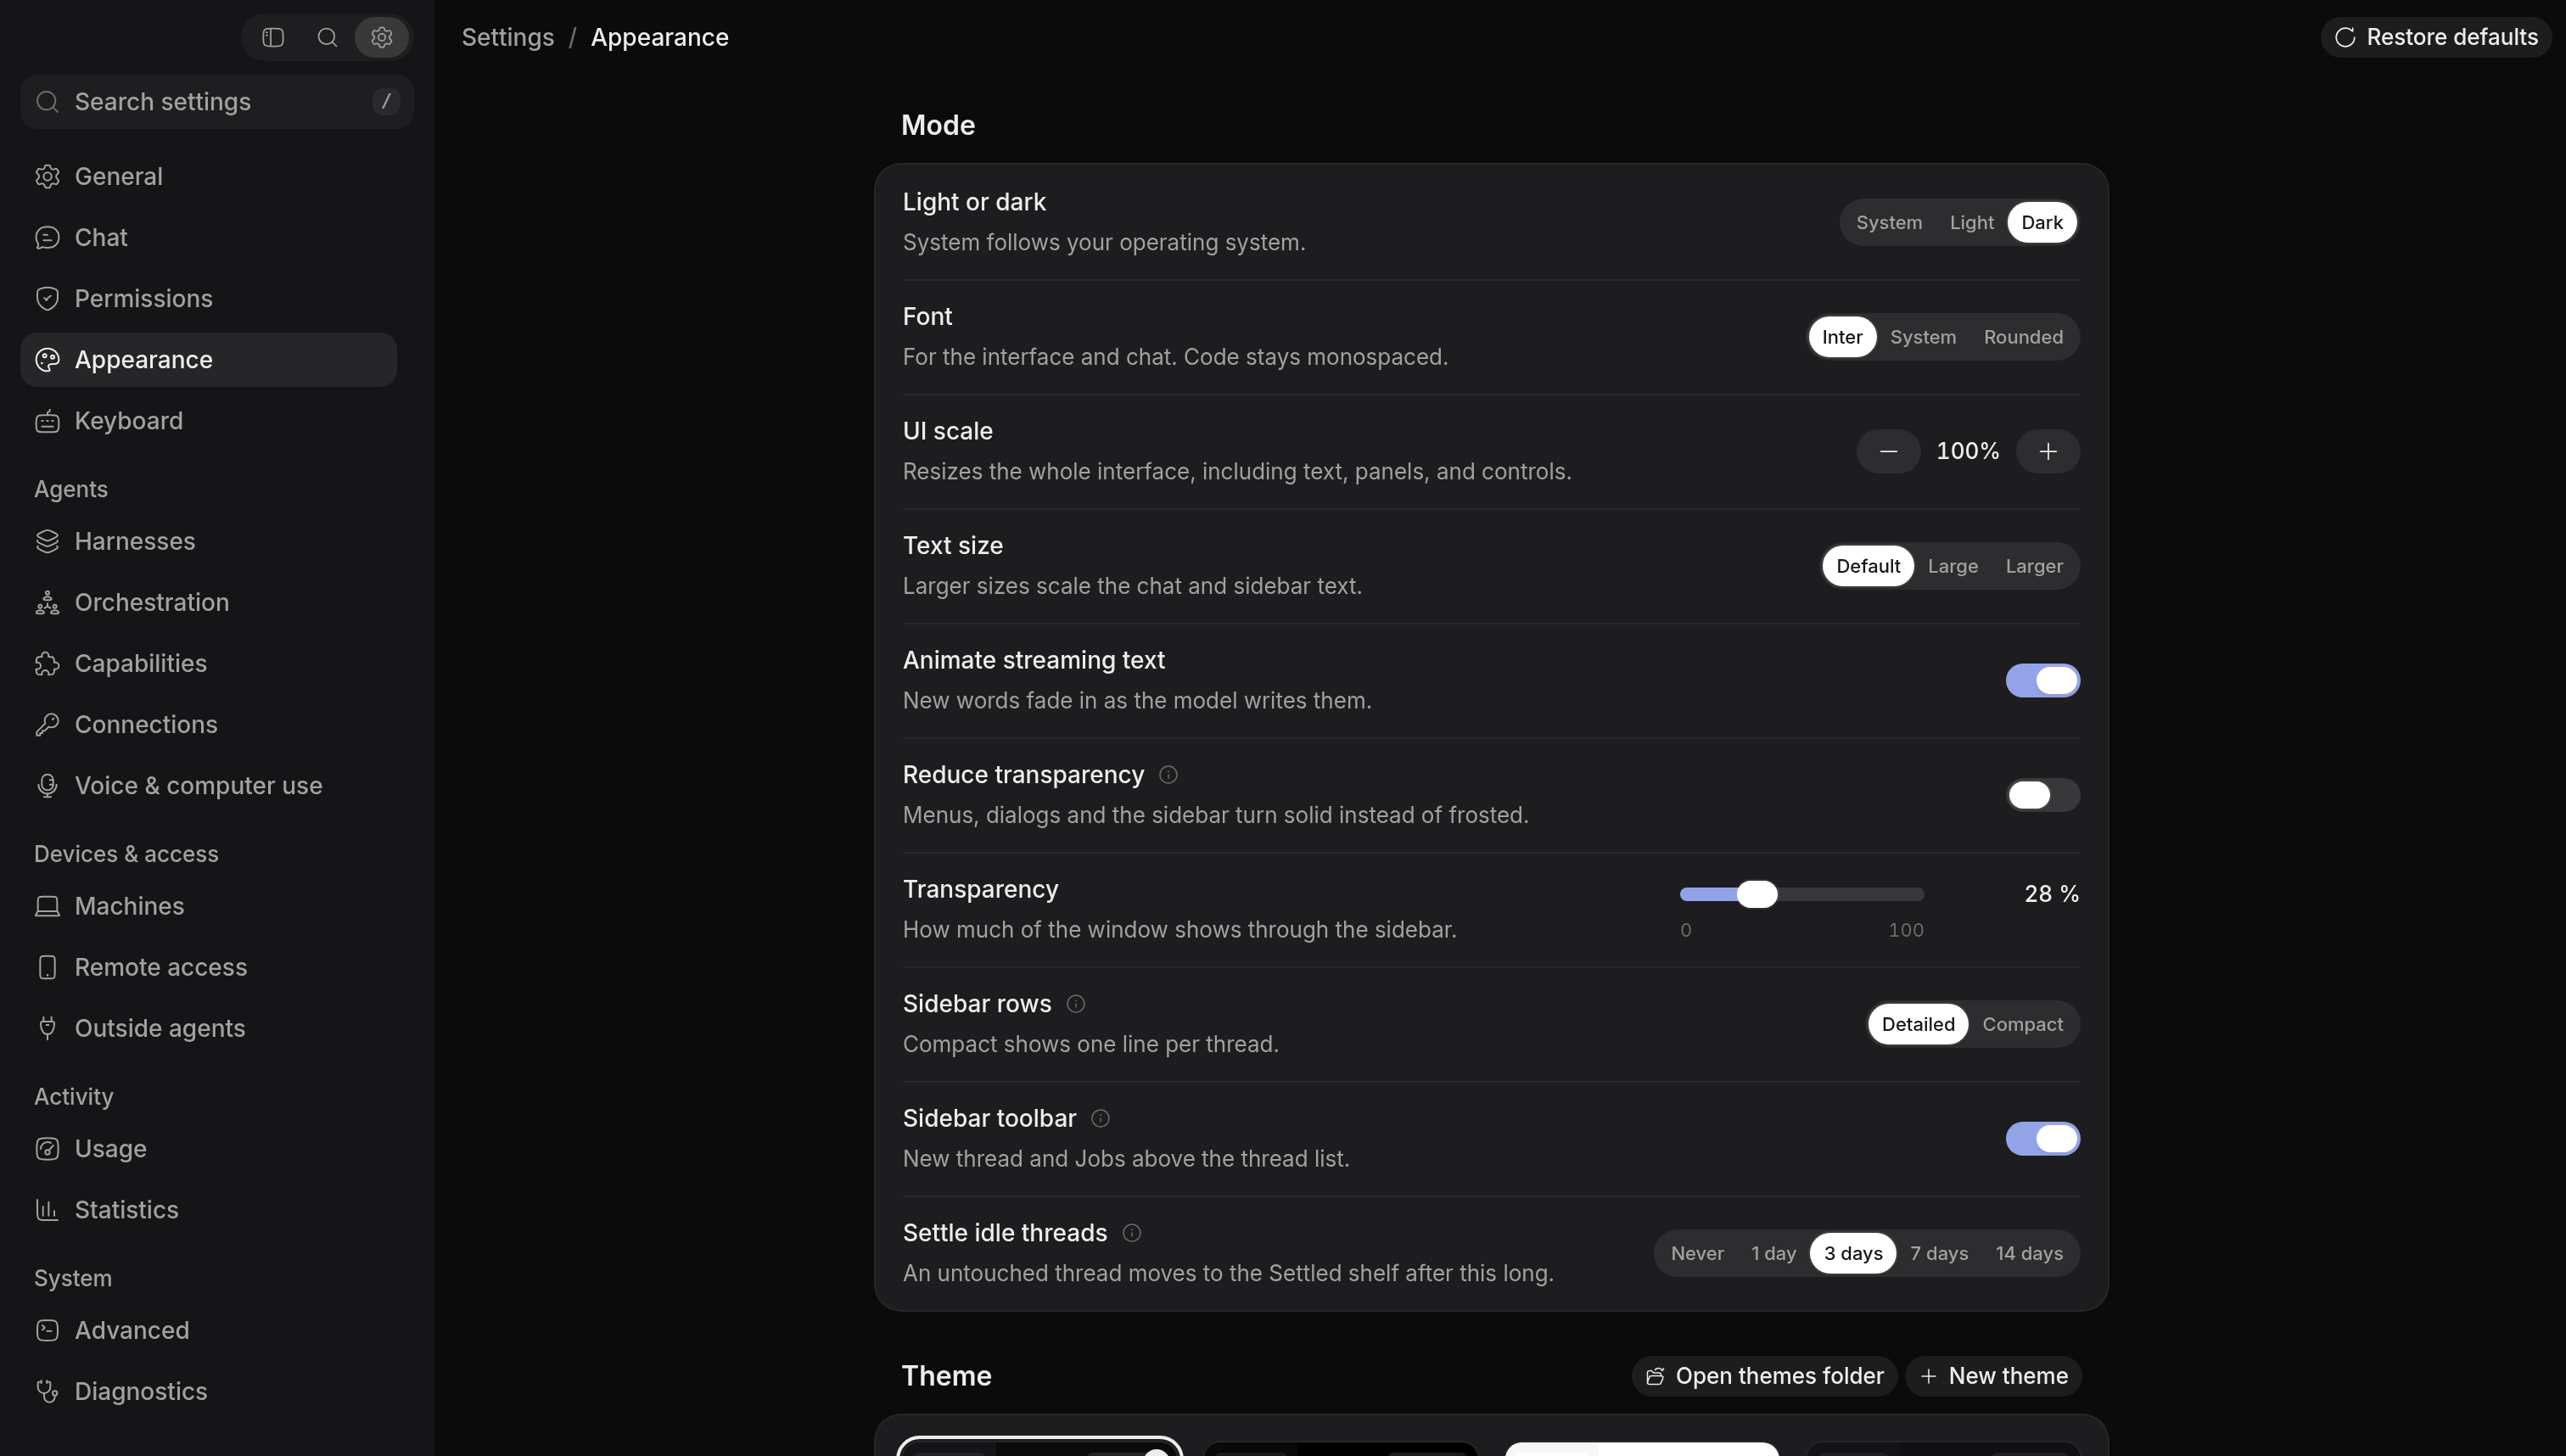 Settings / Appearance
Restore defaults
Search settings /
General
Chat
Permissions
Appearance
Keyboard
Agents
Harnesses
Orchestration
Capabilities
Connections
Voice & computer use
Devices & access
Machines
Remote access
Outside agents
Activity
Usage
Statistics
System
Advanced
Diagnostics
Mode
Light or dark
System follows your operating system.
System Light Dark
Font
For the interface and chat. Code stays monospaced.
Inter System Rounded
UI scale
Resizes the whole interface, including text, panels, and controls.
100%
Text size
Larger sizes scale the chat and sidebar text.
Default Large Larger
Animate streaming text
New words fade in as the model writes them.
Reduce transparency
Menus, dialogs and the sidebar turn solid instead of frosted.
Transparency
How much of the window shows through the sidebar.
28 %
0 100
Sidebar rows
Compact shows one line per thread.
Detailed Compact
Sidebar toolbar
New thread and Jobs above the thread list.
Settle idle threads
An untouched thread moves to the Settled shelf after this long.
Never 1 day 3 days 7 days 14 days
Theme
Open themes folder
New theme